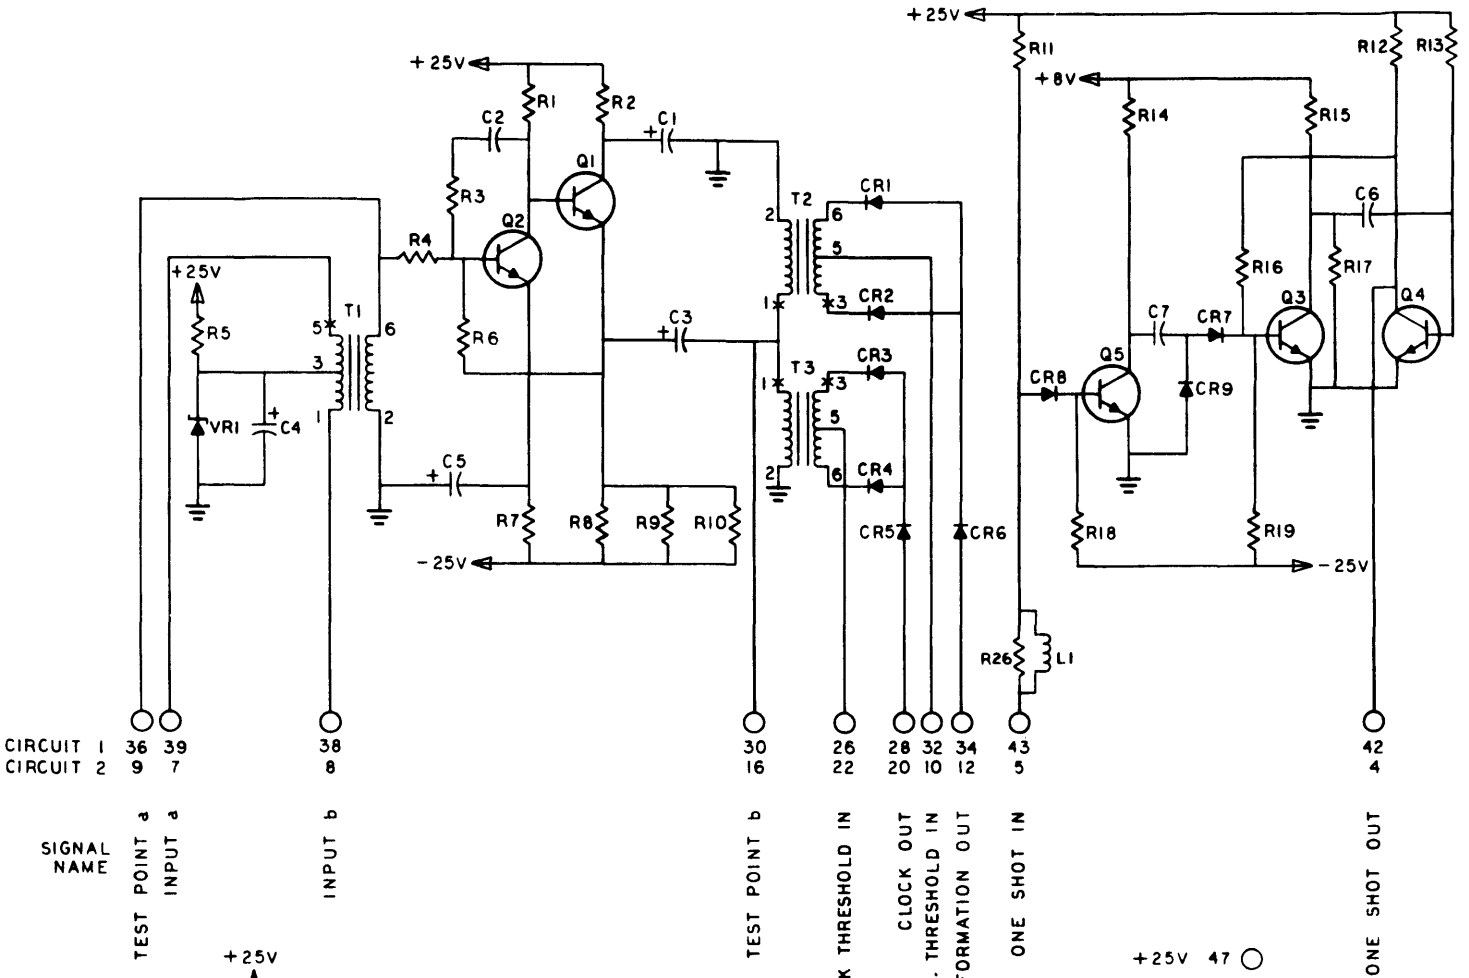 +25V
R11
R12
R13
+25V
+8V
R1
R2
C2
C1
R14
R15
Q1
R3
CR1
C6
T2
2
6
Q2
R4
5
+25V
R16
R17
T1
1
3
CR2
Q3
Q4
R5
5
6
R6
C3
C7
CR7
3
T3
CR3
1
3
Q5
CR8
CR9
1
2
VR1
C4
5
C5
2
6
CR4
R7
R8
R9
R10
CR5
CR6
R18
R19
-25V
-25V
R26
L1
CIRCUIT 1 36 39 38 30 26 28 32 34 43 42
CIRCUIT 2 9 7 8 16 22 20 10 12 5 4
SIGNAL
NAME
TEST POINT a
INPUT a
INPUT b
TEST POINT b
K THRESHOLD IN
CLOCK OUT
. THRESHOLD IN
FORMATION OUT
ONE SHOT IN
ONE SHOT OUT
+25V
+25V 47